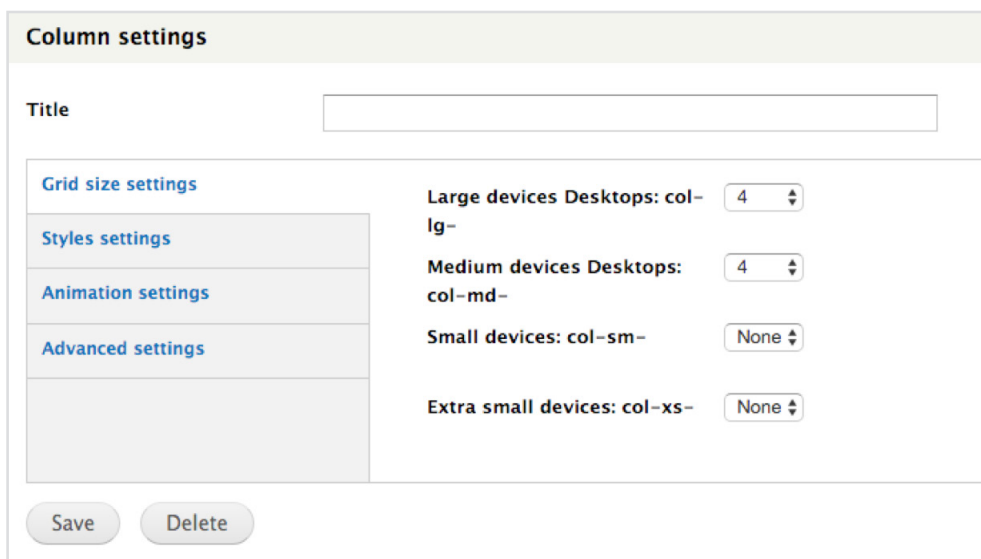 Column settings
Title
Grid size settings
Styles settings
Animation settings
Advanced settings
Large devices Desktops: col-
lg-
4
Medium devices Desktops:
col-md-
4
Small devices: col-sm-
None
Extra small devices: col-xs-
None
Save
Delete